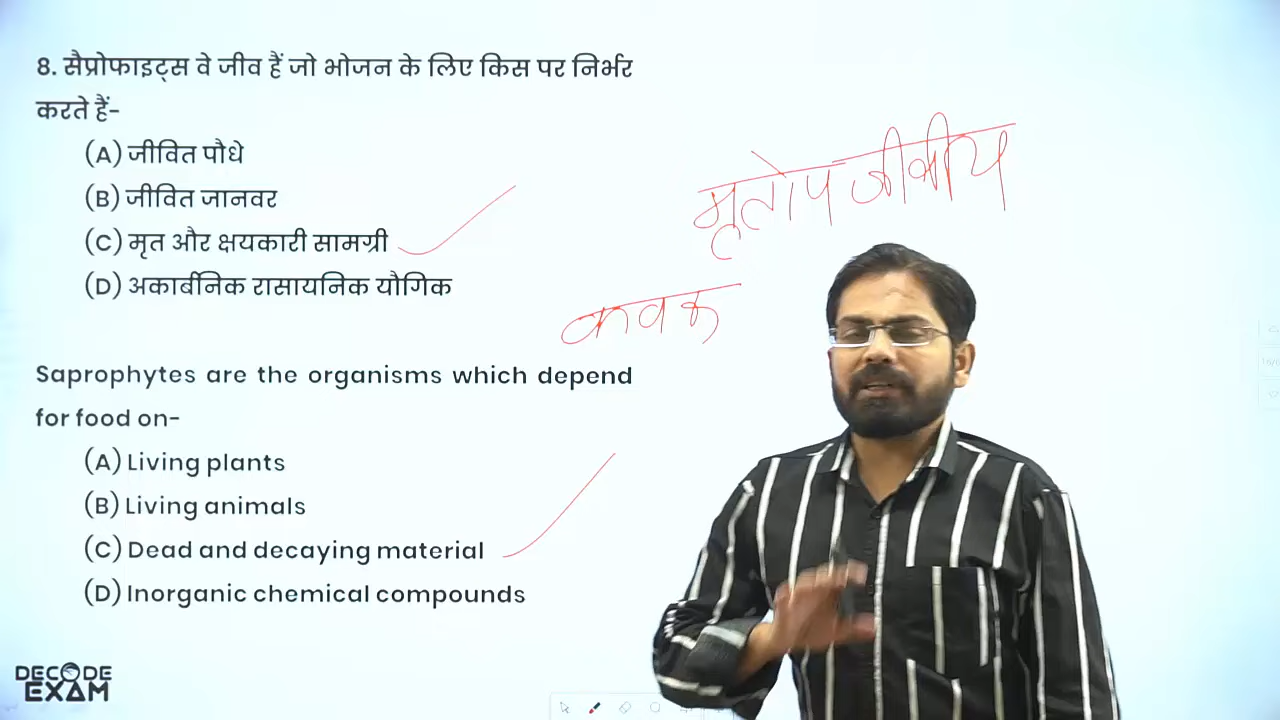 8. सैप्रोफाइट्स वे जीव हैं जो भोजन के लिए किस पर निर्भर
करते हैं-
(A) जीवित पौधे
(B) जीवित जानवर
(C) मृत और क्षयकारी सामग्री
(D) अकार्बनिक रासायनिक यौगिक
मृतोपजीवीय
कवक
Saprophytes are the organisms which depend
for food on-
(A) Living plants
(B) Living animals
(C) Dead and decaying material
(D) Inorganic chemical compounds
DECODE
EXAM